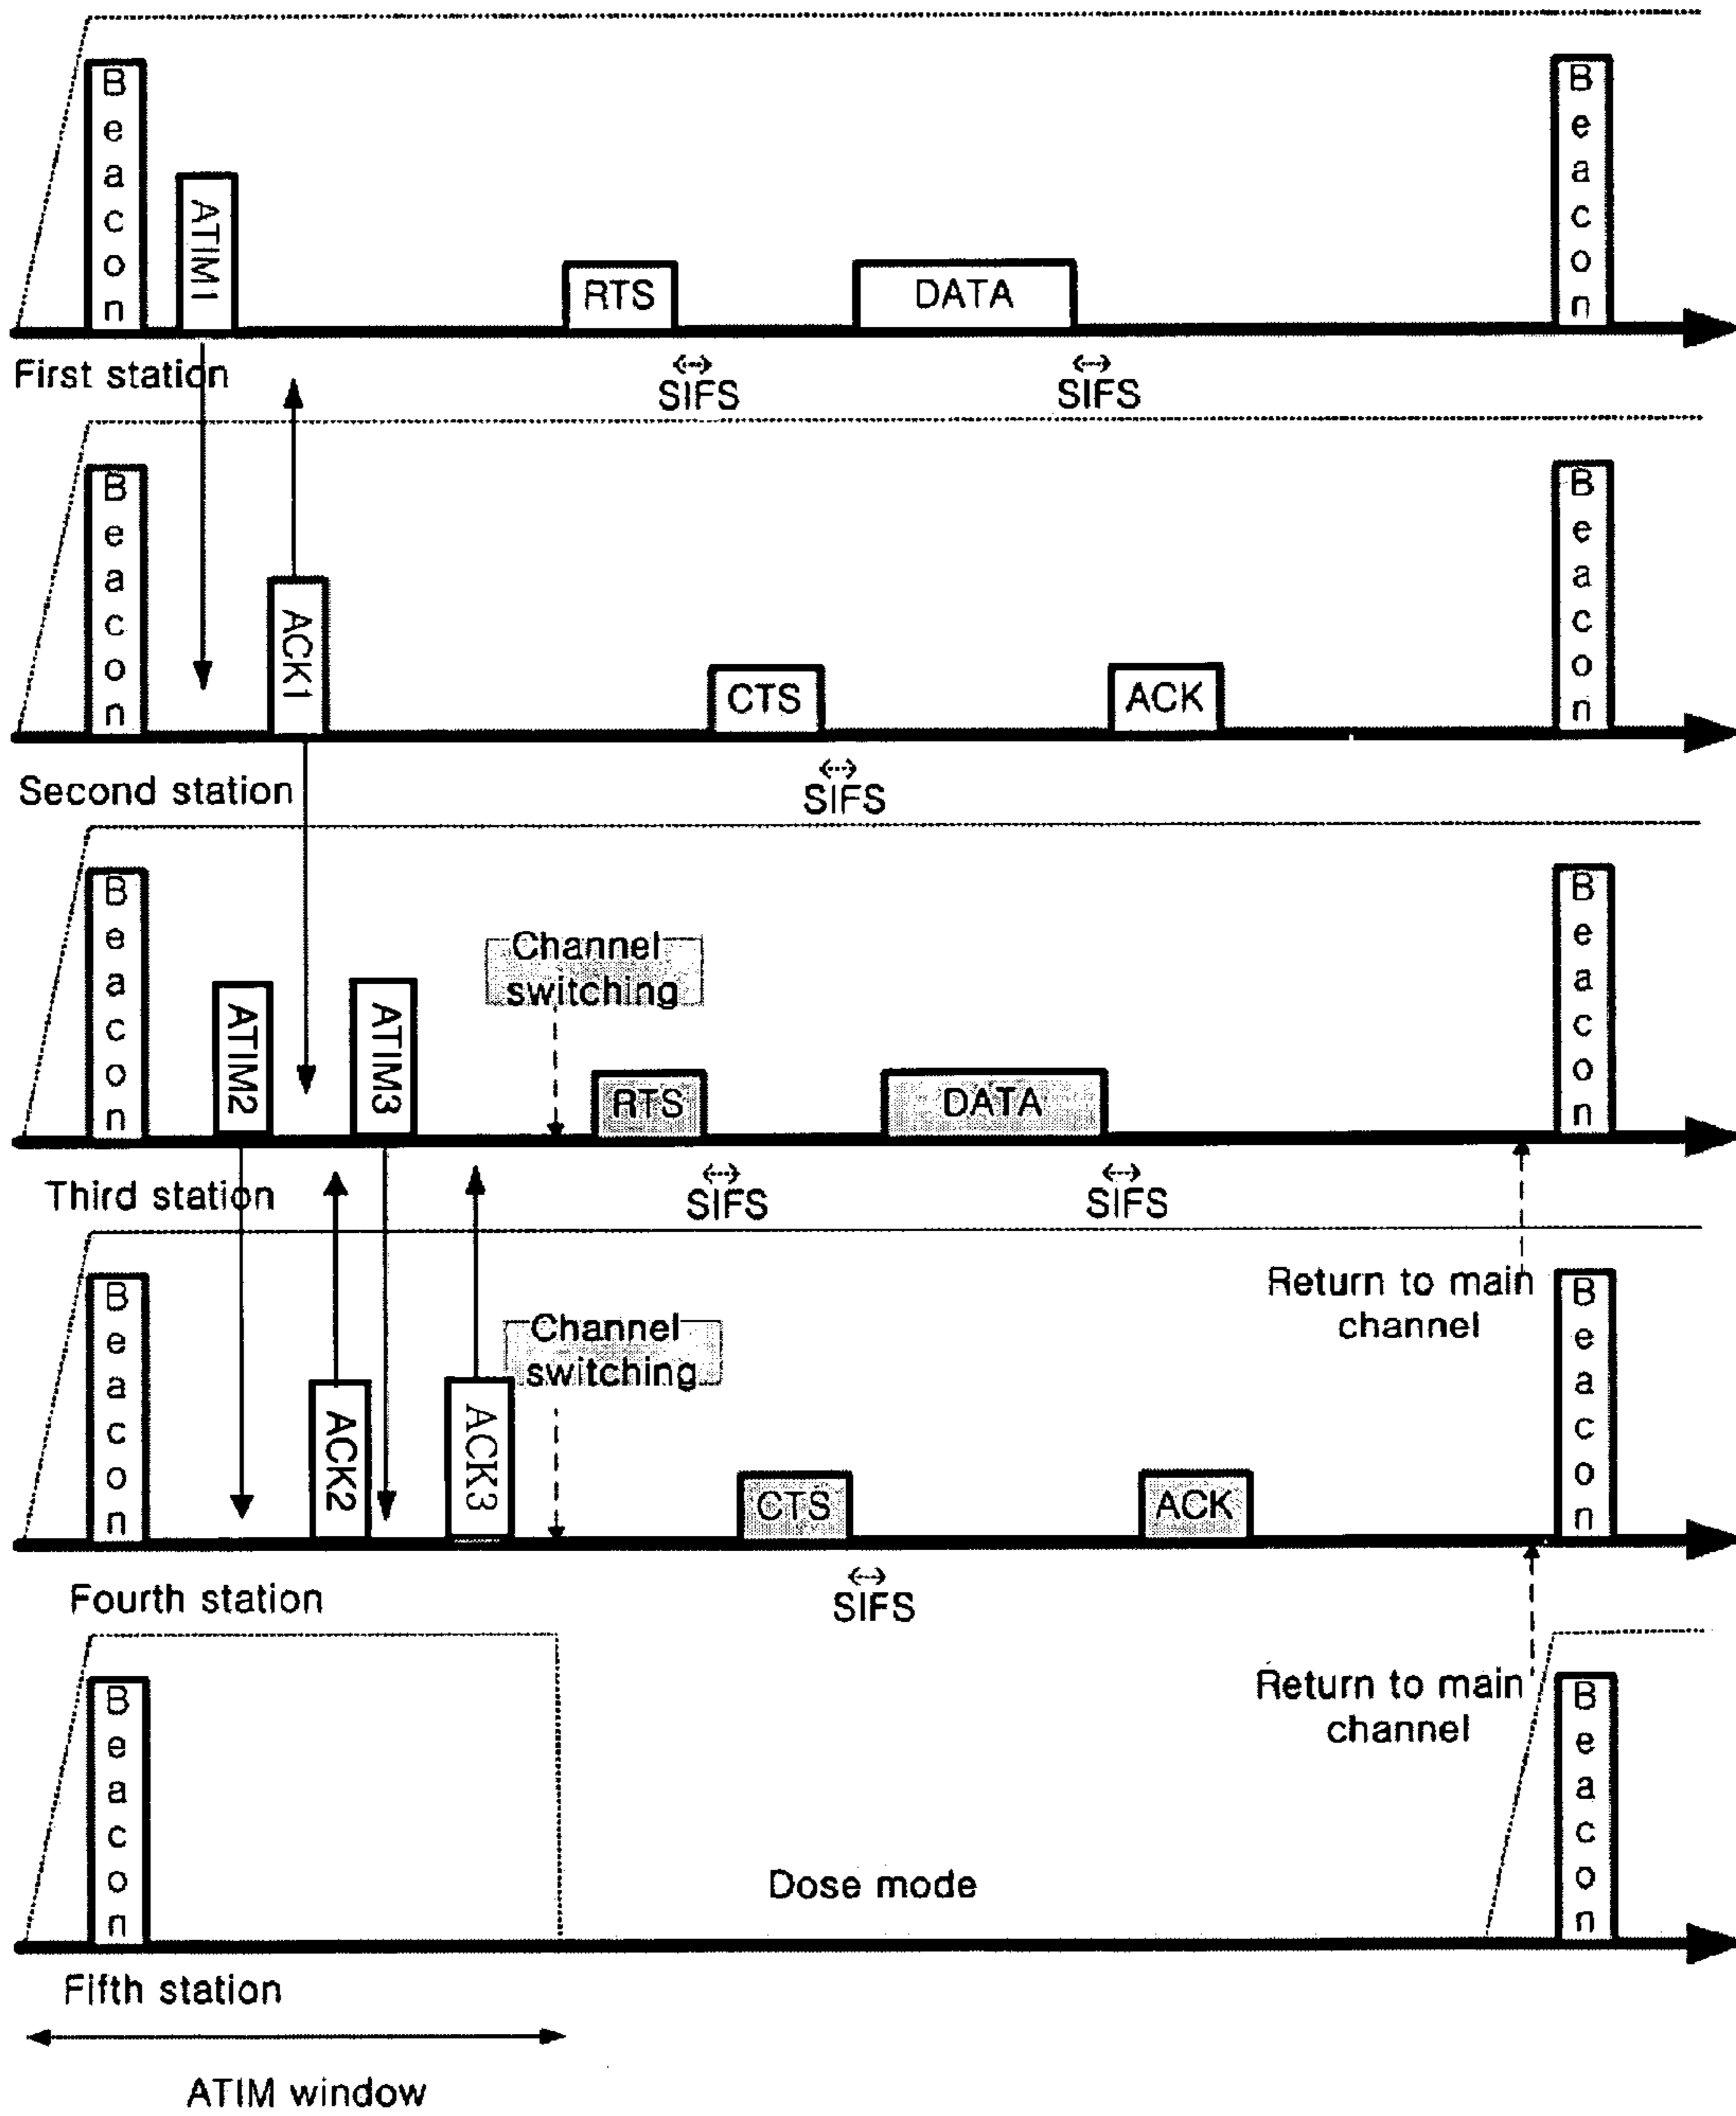 Beacon
ATIM1
RTS
DATA
Beacon
First station
SIFS
SIFS
Beacon
ACK1
CTS
ACK
Beacon
Second station
SIFS
Beacon
ATIM2
ATIM3
Channel
switching
RTS
DATA
Beacon
Third station
SIFS
SIFS
Return to main
channel
Beacon
ACK2
ACK3
Channel
switching
CTS
ACK
Beacon
Fourth station
SIFS
Return to main
channel
Beacon
Dose mode
Beacon
Fifth station
ATIM window